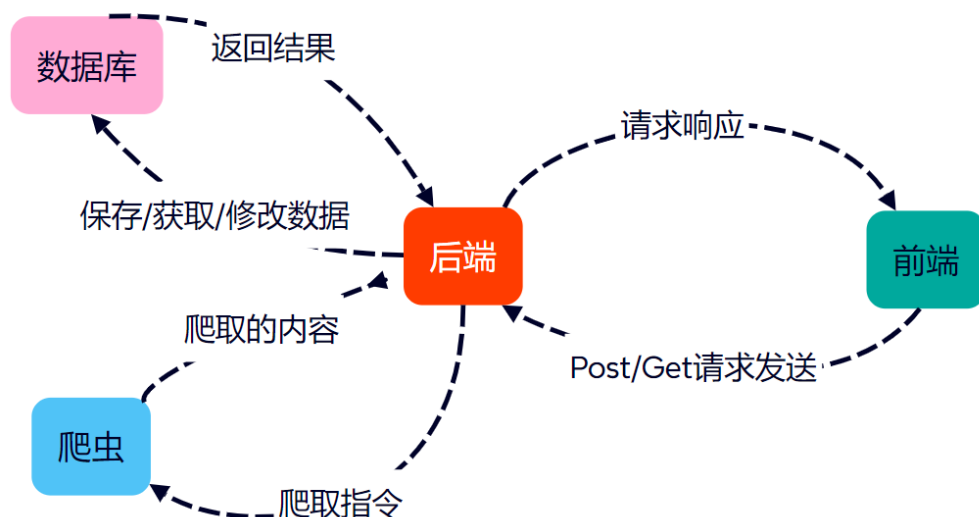 返回结果
数据库
请求响应
保存/获取/修改数据
后端
前端
爬取的内容
Post/Get请求发送
爬虫
爬取指令